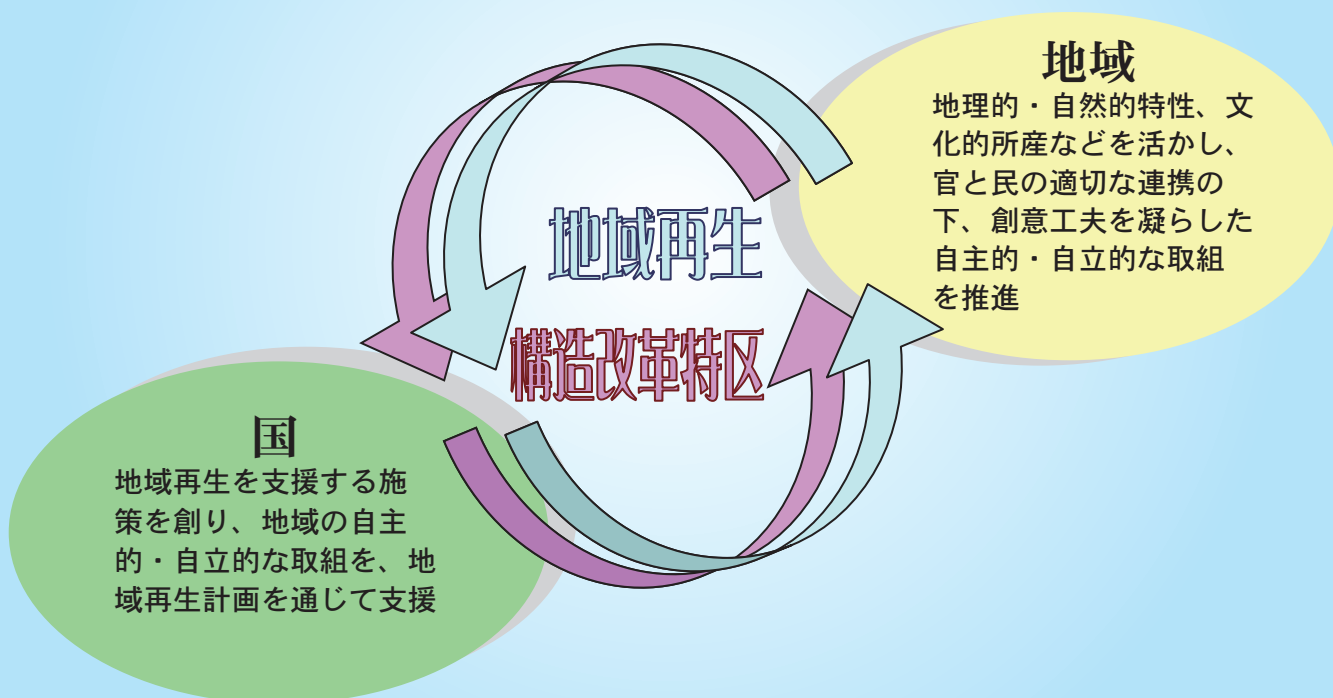 地域
地理的・自然的特性、文
化的所産などを活かし、
官と民の適切な連携の
下、創意工夫を凝らした
自主的・自立的な取組
を推進
地域再生
構造改革特区
国
地域再生を支援する施
策を創り、地域の自主
的・自立的な取組を、地
域再生計画を通じて支援